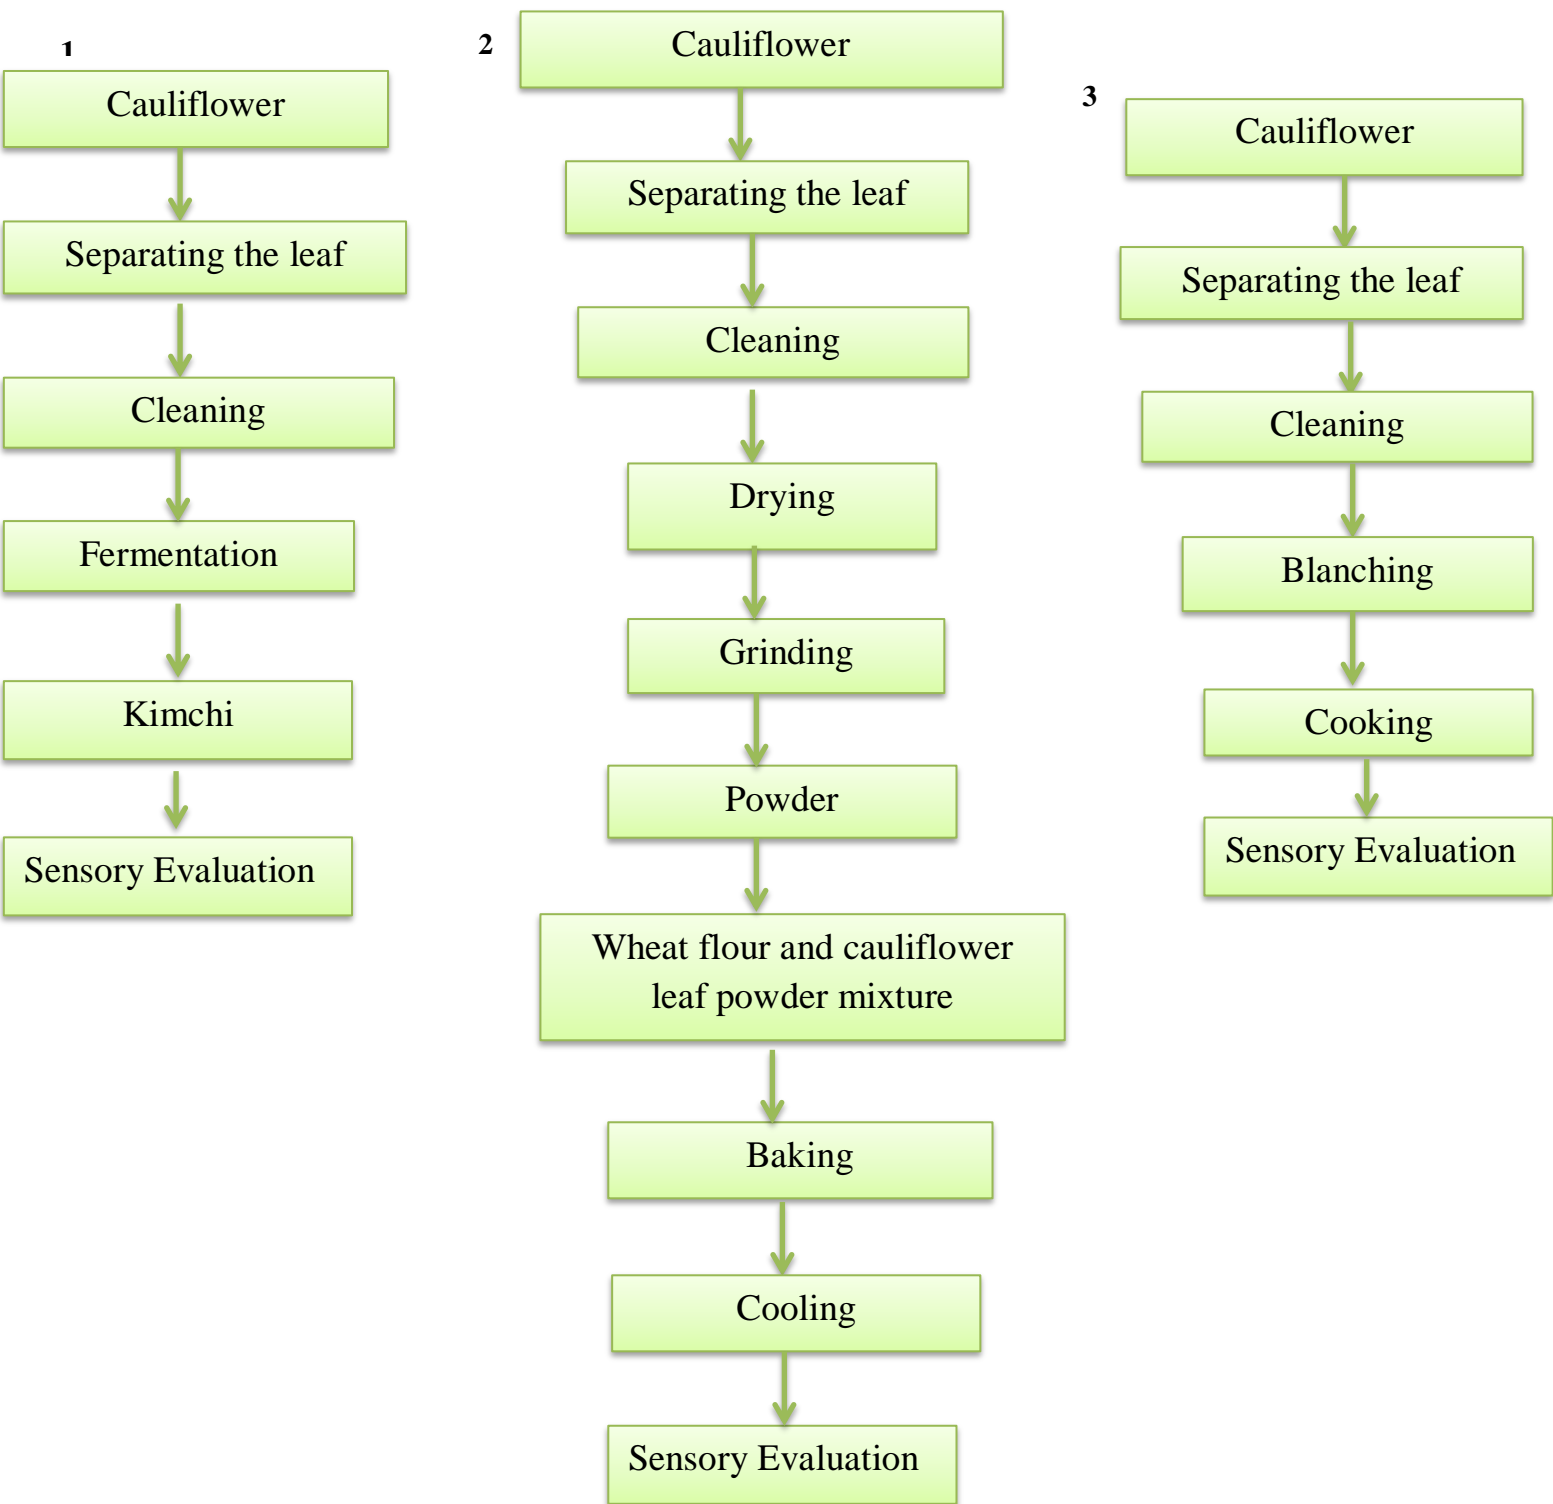 1
Cauliflower
Separating the leaf
Cleaning
Fermentation
Kimchi
Sensory Evaluation
2
Cauliflower
Separating the leaf
Cleaning
Drying
Grinding
Powder
Wheat flour and cauliflower
leaf powder mixture
Baking
Cooling
Sensory Evaluation
3
Cauliflower
Separating the leaf
Cleaning
Blanching
Cooking
Sensory Evaluation